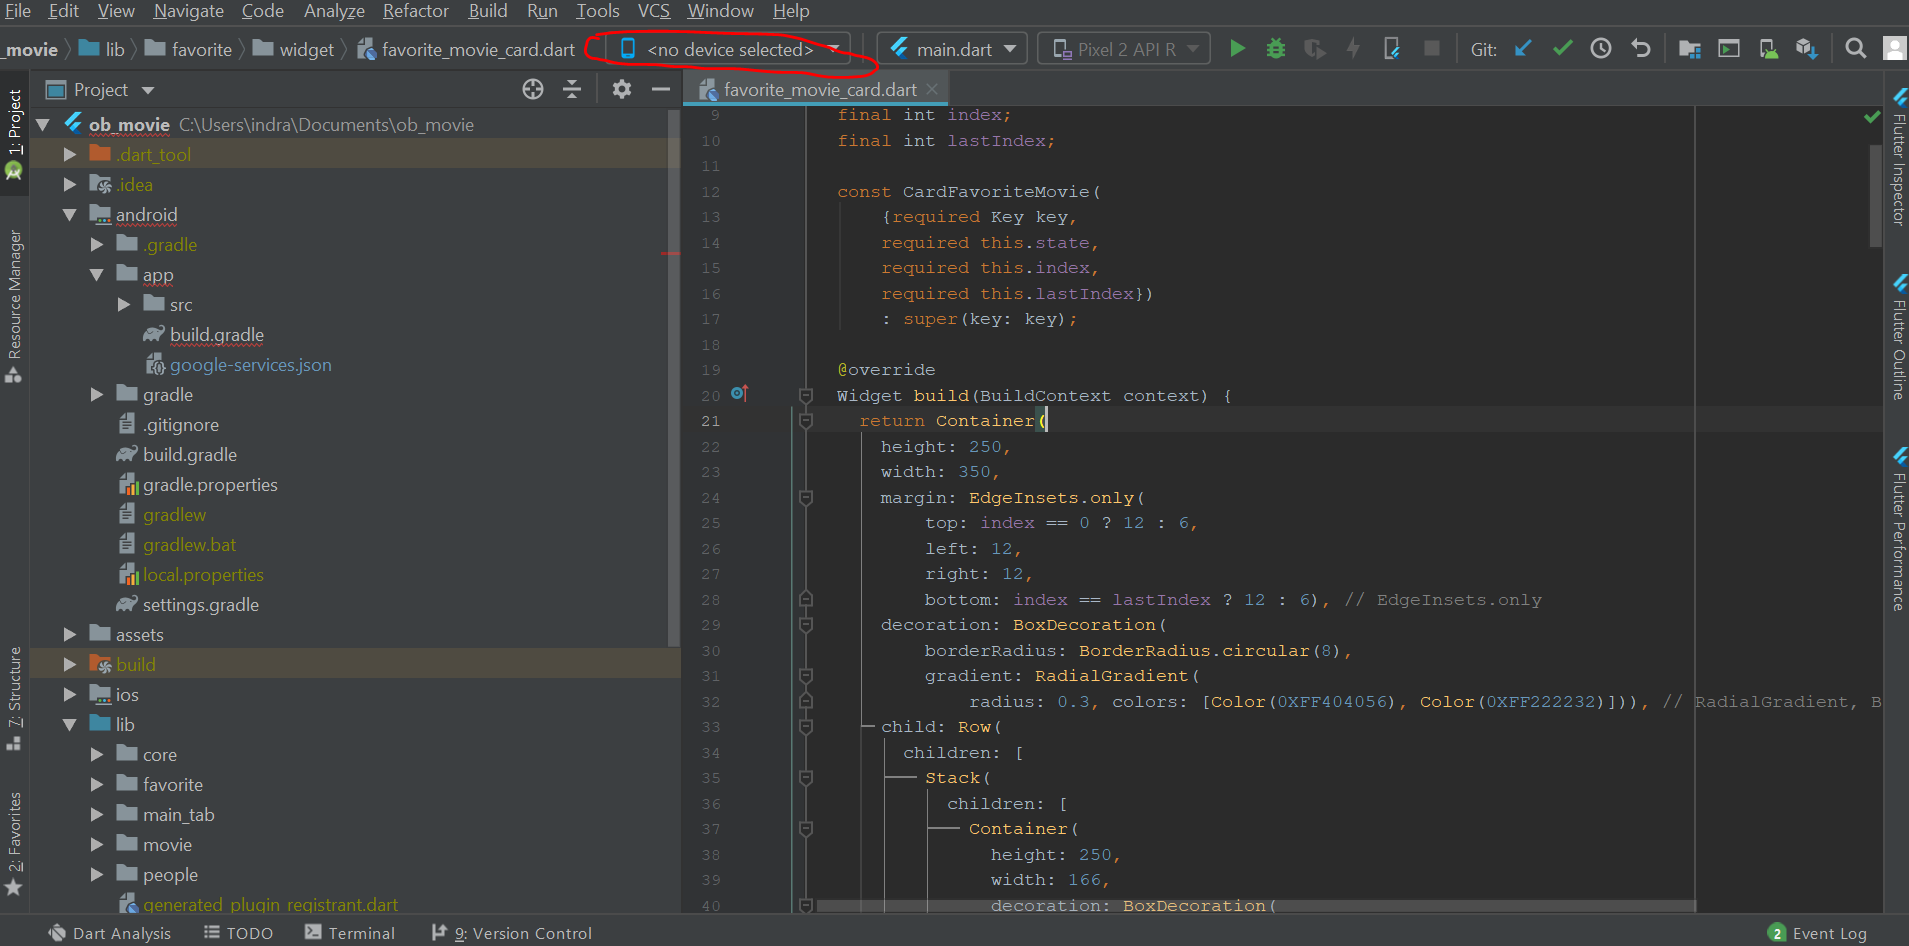 File Edit View Navigate Code Analyze Refactor Build Run Tools VCS Window Help
_movie lib favorite widget favorite_movie_card.dart <no device selected> main.dart Pixel 2 API R Git:
Project
favorite_movie_card.dart
1: Project
Resource Manager
7: Structure
2: Favorites
ob_movie C:\Users\indra\Documents\ob_movie
.dart_tool
.idea
android
.gradle
app
src
build.gradle
google-services.json
gradle
.gitignore
build.gradle
gradle.properties
gradlew
gradlew.bat
local.properties
settings.gradle
assets
build
ios
lib
core
favorite
main_tab
movie
people
generated_plugin_registrant.dart
9 final int index;
10 final int lastIndex;
11
12 const CardFavoriteMovie(
13 {required Key key,
14 required this.state,
15 required this.index,
16 required this.lastIndex})
17 : super(key: key);
18
19 @override
20 Widget build(BuildContext context) {
21 return Container(
22 height: 250,
23 width: 350,
24 margin: EdgeInsets.only(
25 top: index == 0 ? 12 : 6,
26 left: 12,
27 right: 12,
28 bottom: index == lastIndex ? 12 : 6), // EdgeInsets.only
29 decoration: BoxDecoration(
30 borderRadius: BorderRadius.circular(8),
31 gradient: RadialGradient(
32 radius: 0.3, colors: [Color(0XFF404056), Color(0XFF222232)])), // RadialGradient, B
33 child: Row(
34 children: [
35 Stack(
36 children: [
37 Container(
38 height: 250,
39 width: 166,
40 decoration: BoxDecoration(
Flutter Inspector
Flutter Outline
Flutter Performance
Dart Analysis TODO Terminal 9: Version Control 2 Event Log